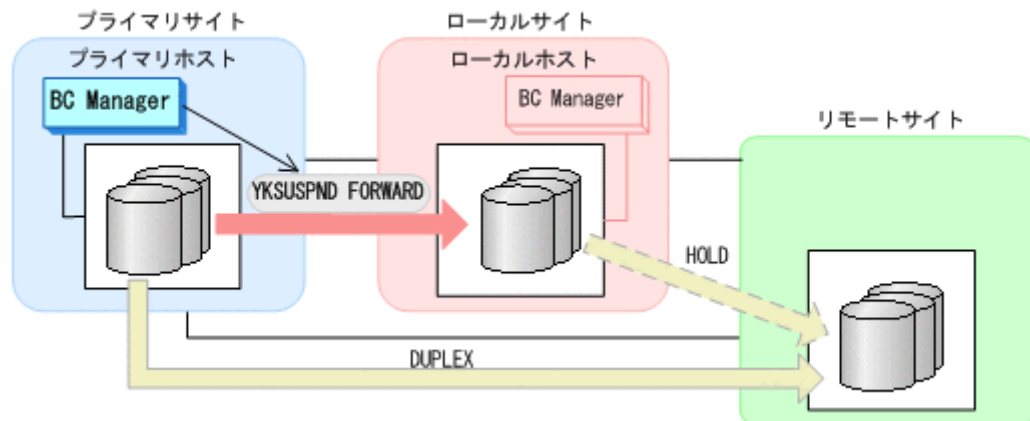 プライマリサイト
プライマリホスト
BC Manager
ローカルサイト
ローカルホスト
BC Manager
リモートサイト
YKSUSPND FORWARD
HOLD
DUPLEX